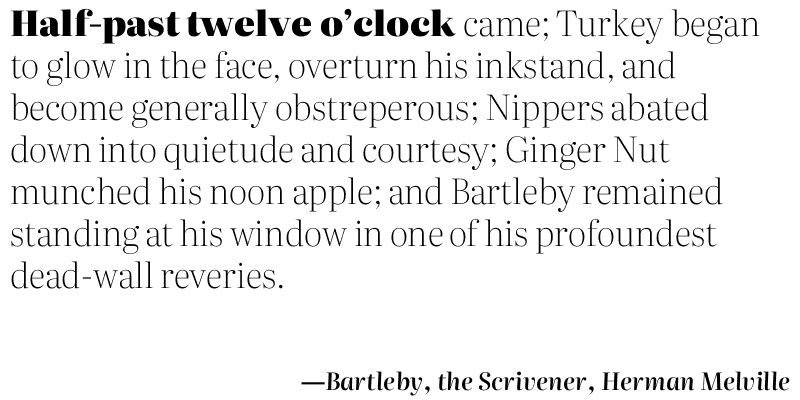 Half-past twelve o’clock came; Turkey began
to glow in the face, overturn his inkstand, and
become generally obstreperous; Nippers abated
down into quietude and courtesy; Ginger Nut
munched his noon apple; and Bartleby remained
standing at his window in one of his profoundest
dead-wall reveries.
—Bartleby, the Scrivener, Herman Melville